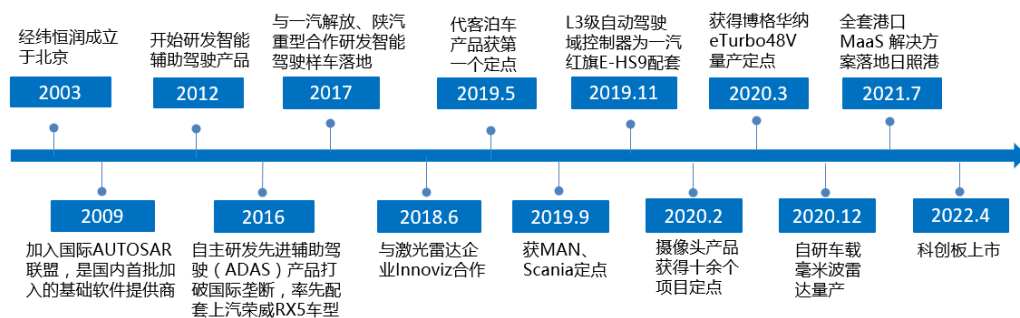 经纬恒润成立
于北京
2003
开始研发智能
辅助驾驶产品
2012
与一汽解放、陕汽
重型合作研发智能
驾驶样车落地
2017
代客泊车
产品获第
一个定点
2019.5
L3级自动驾驶
域控制器为一汽
红旗E-HS9配套
2019.11
获得博格华纳
eTurbo48V
量产定点
2020.3
全套港口
MaaS 解决方
案落地日照港
2021.7
2009
加入国际AUTOSAR
联盟，是国内首批加
入的基础软件提供商
2016
自主研发先进辅助驾
驶（ADAS）产品打
破国际垄断，率先配
套上汽荣威RX5车型
2018.6
与激光雷达企
业Innoviz合作
2019.9
获MAN、
Scania定点
2020.2
摄像头产品
获得十余个
项目定点
2020.12
自研车载
毫米波雷
达量产
2022.4
科创板上市